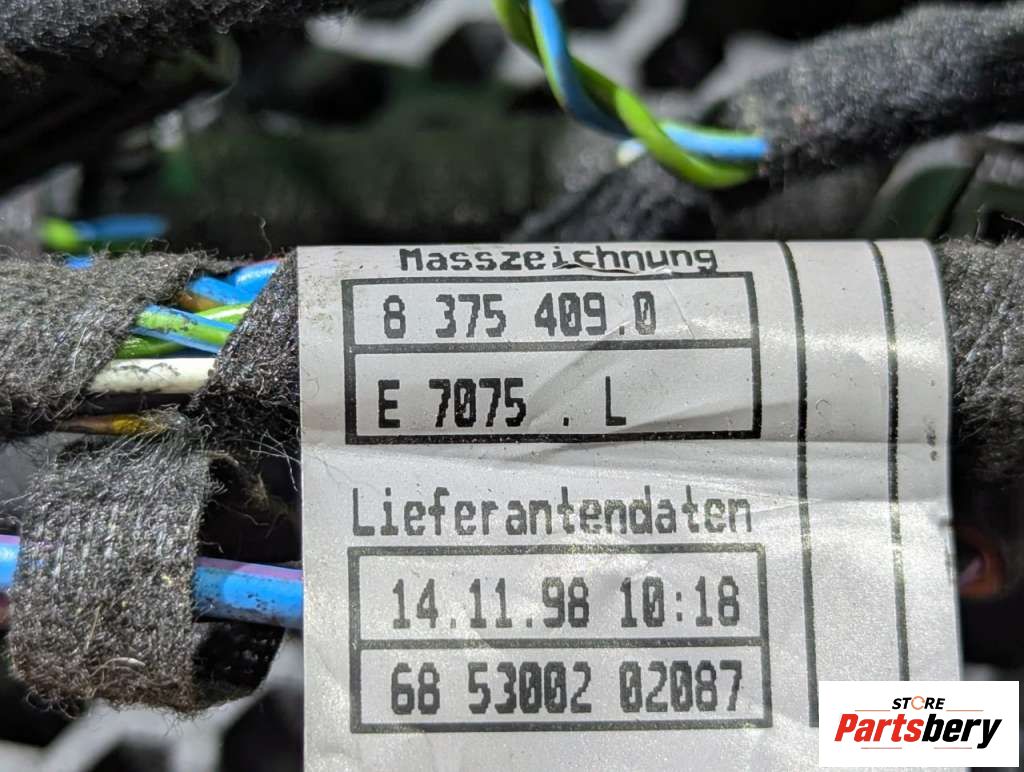 Masszeichnung
8 375 409.0
E 7075 . L
Lieferantendaten
14.11.98 10:18
68 53002 02087
STORE
Partsbery